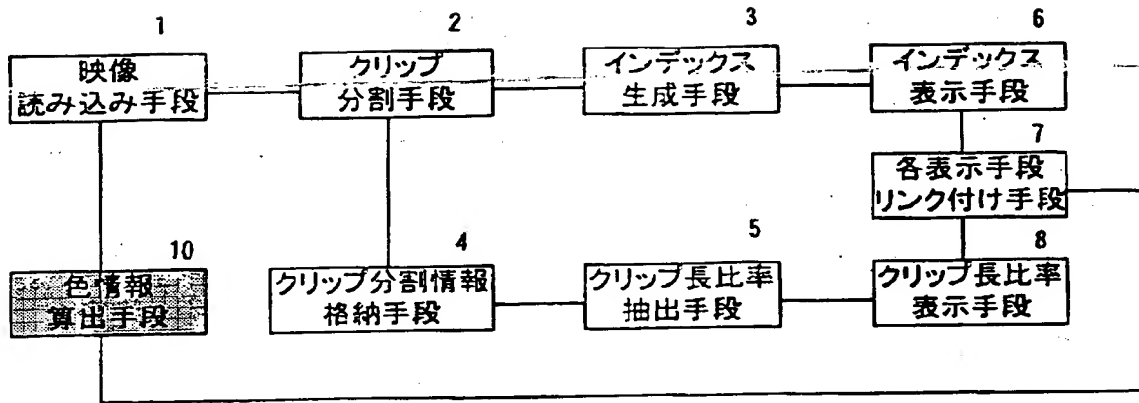 1
映像
読み込み手段
2
クリップ
分割手段
3
インデックス
生成手段
6
インデックス
表示手段
7
各表示手段
リンク付け手段
10
色情報
算出手段
4
クリップ分割情報
格納手段
5
クリップ長比率
抽出手段
8
クリップ長比率
表示手段